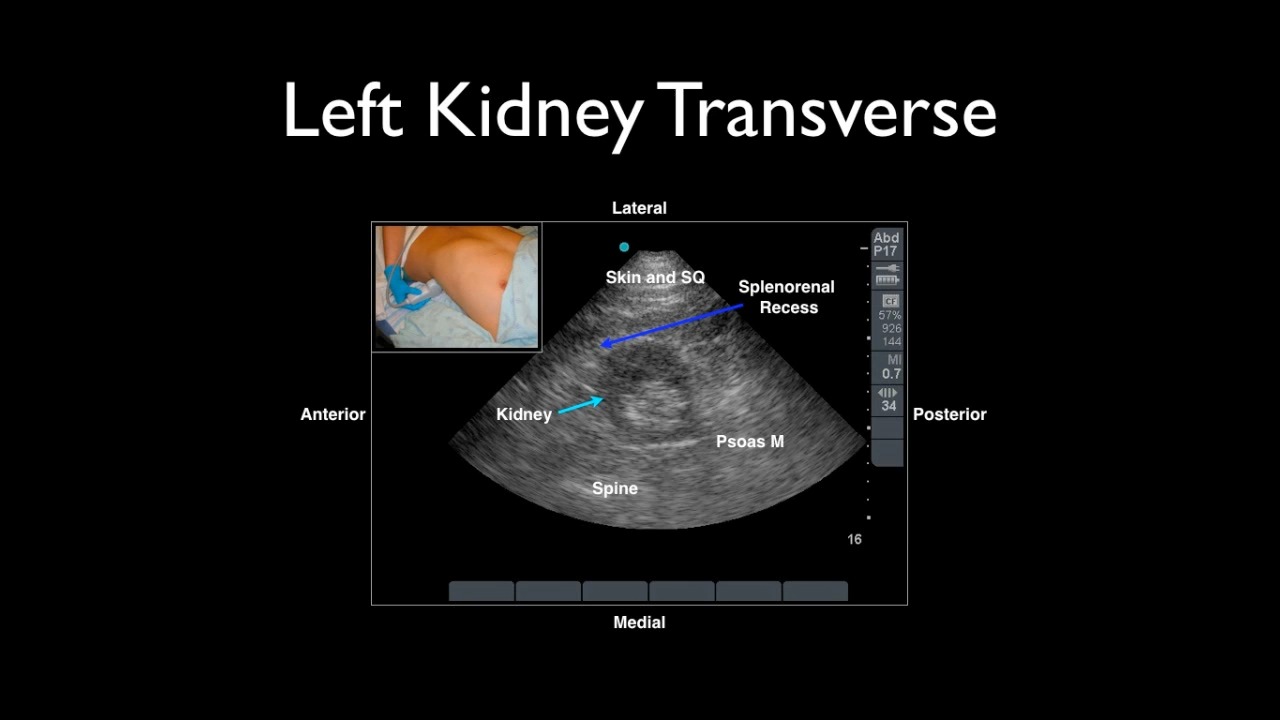 Left Kidney Transverse
Lateral
Abd
P17
Skin and SQ
Splenorenal
Recess
CF
57%
926
144
MI
0.7
34
Anterior
Kidney
Posterior
Psoas M
Spine
16
Medial